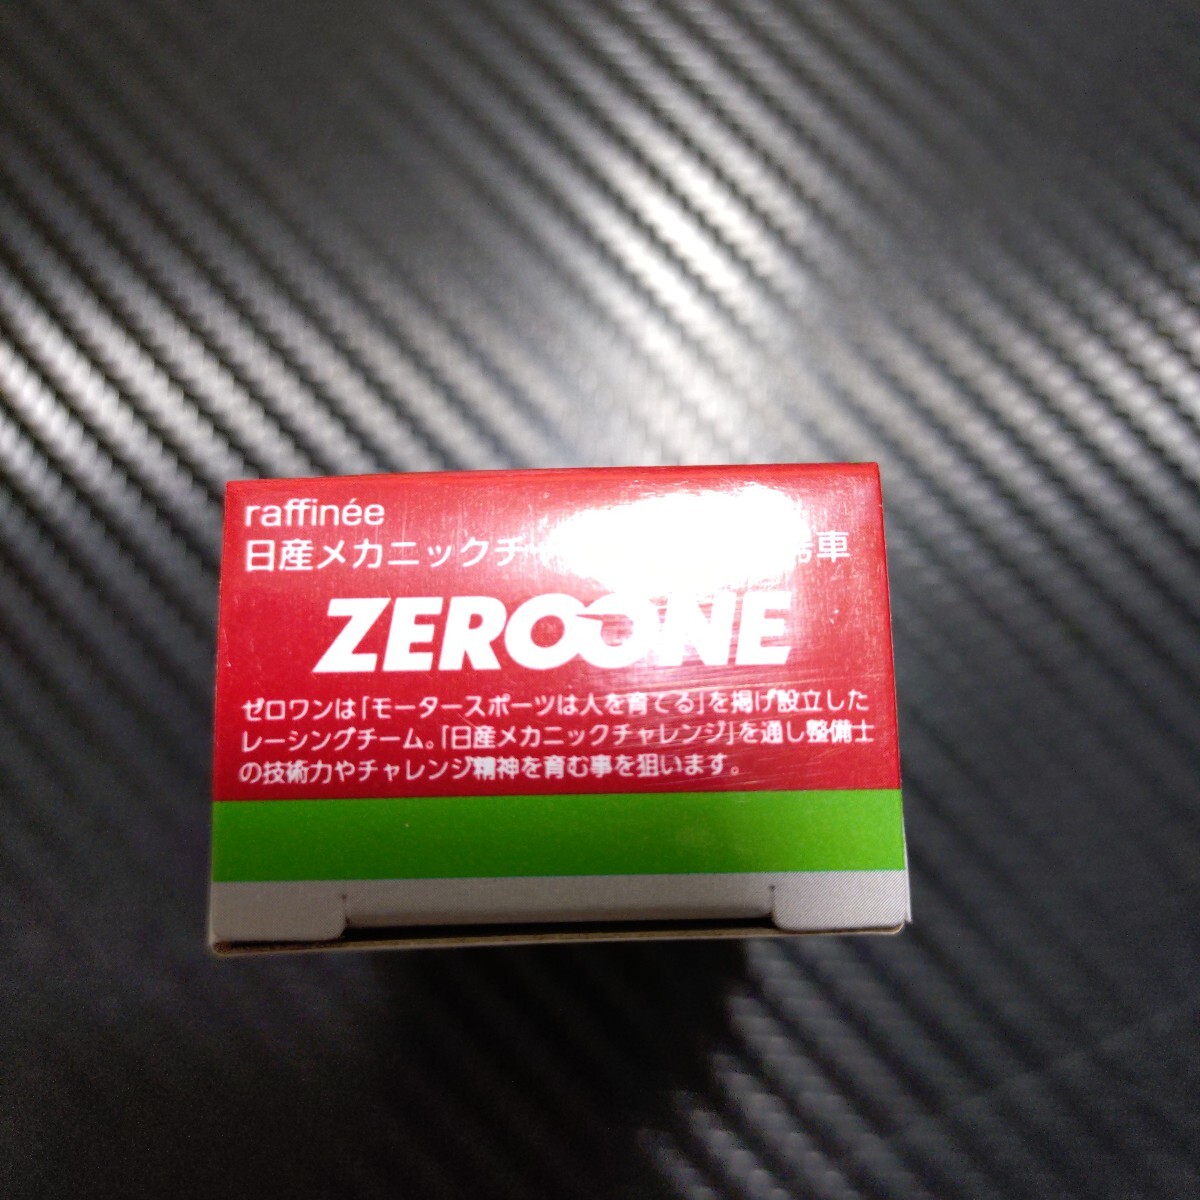 raffinée
日産メカニックチ 車
ZEROONE
ゼロワンは「モータースポーツは人を育てる」を掲げ設立した
レーシングチーム。「日産メカニックチャレンジ」を通し整備士
の技術力やチャレンジ精神を育む事を狙います。